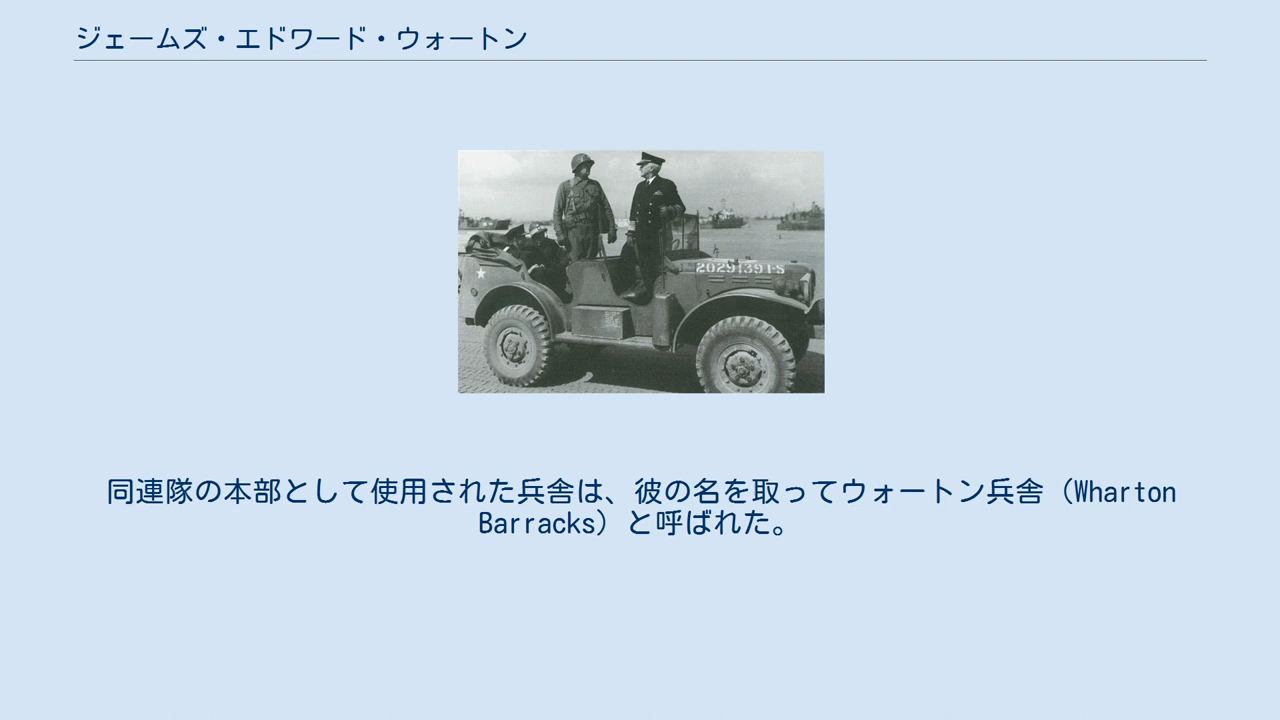 ジェームズ・エドワード・ウォートン
20291391-S
同連隊の本部として使用された兵舎は、彼の名を取ってウォートン兵舎（Wharton
Barracks）と呼ばれた。